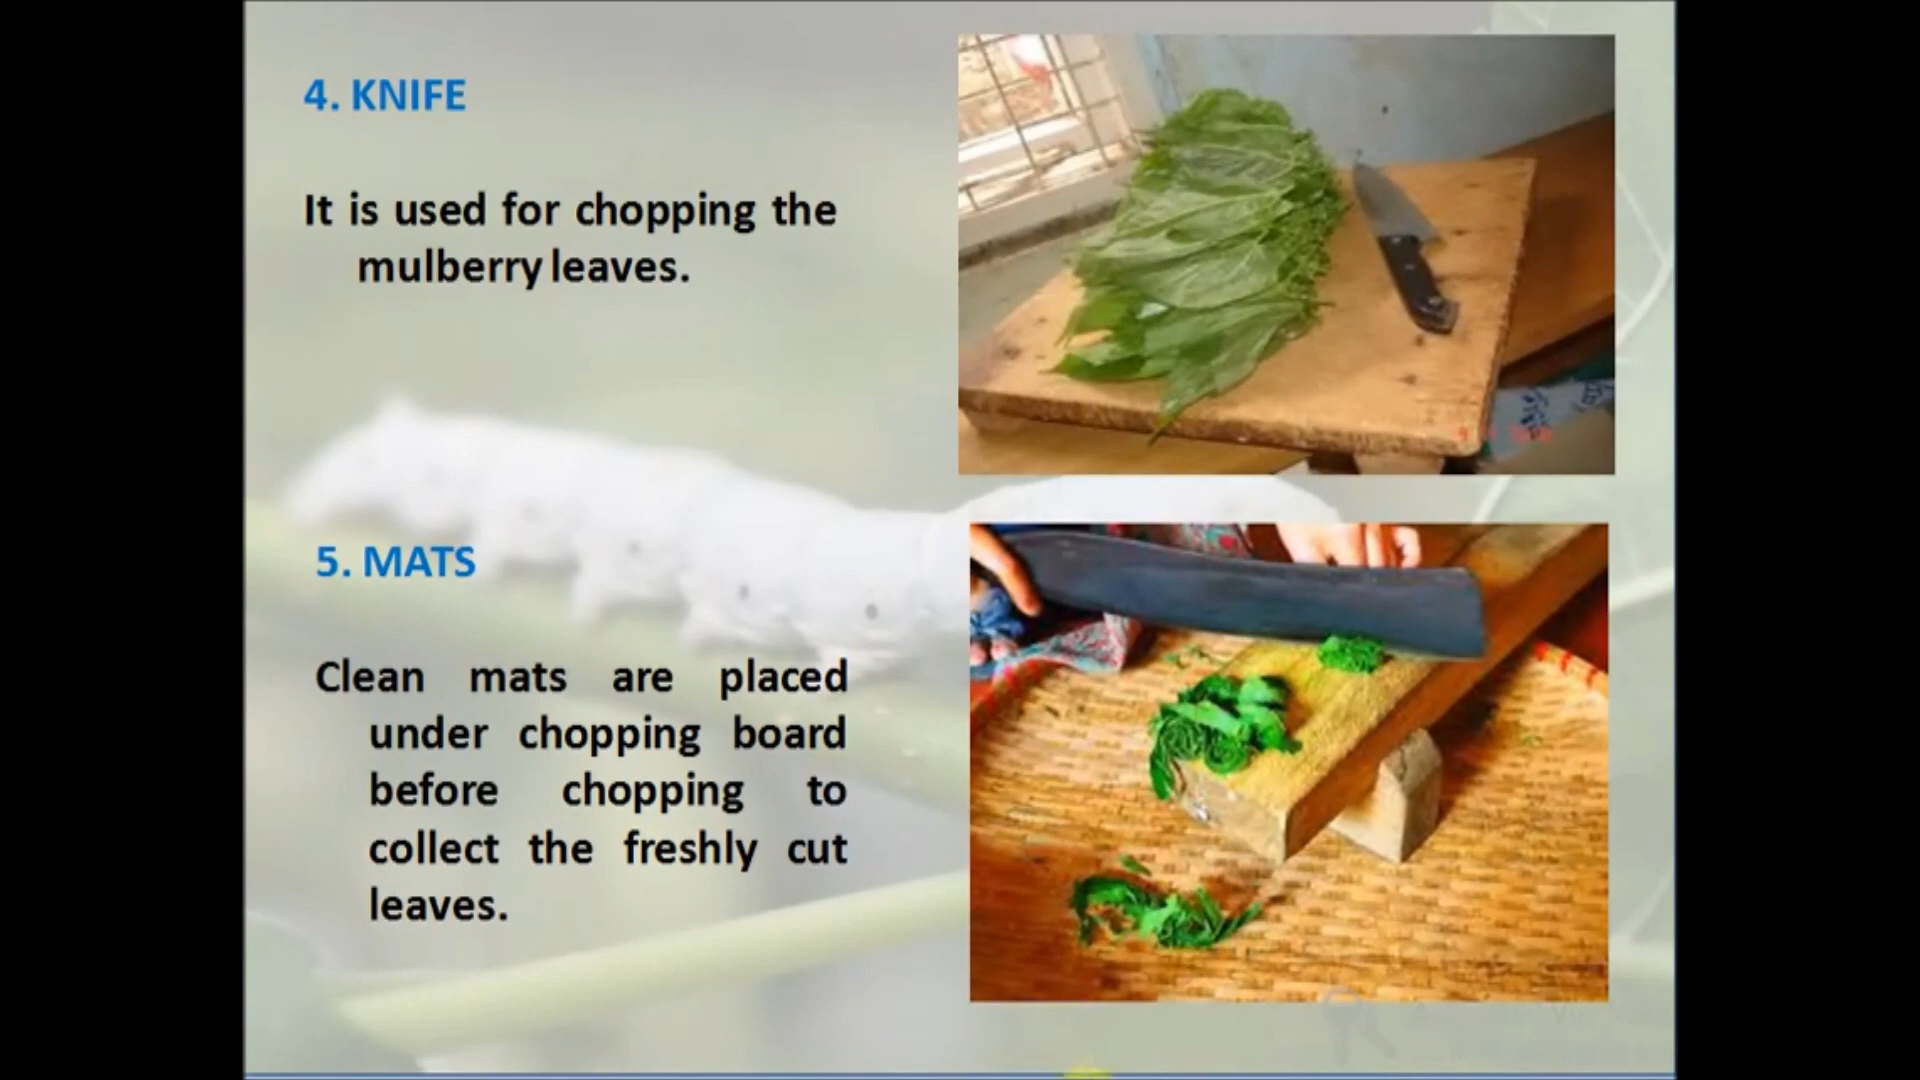 4. KNIFE
It is used for chopping the
mulberry leaves.
5. MATS
Clean mats are placed
under chopping board
before chopping to
collect the freshly cut
leaves.